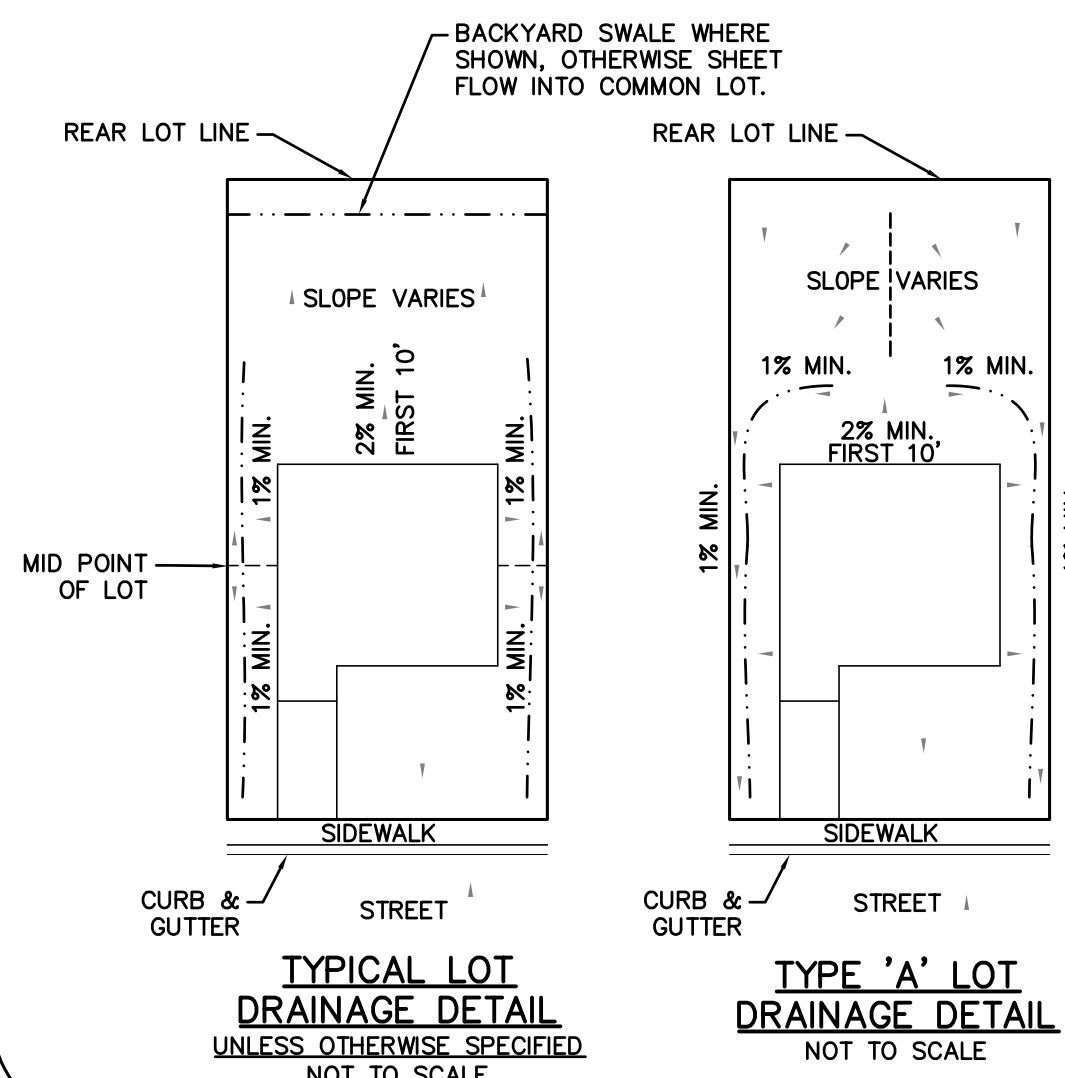 BACKYARD SWALE WHERE
SHOWN, OTHERWISE SHEET
FLOW INTO COMMON LOT.
REAR LOT LINE
SLOPE VARIES
2% MIN.
FIRST 10'
1% MIN.
1% MIN.
MID POINT
OF LOT
1% MIN.
1% MIN.
SIDEWALK
CURB &
GUTTER
STREET
TYPICAL LOT
DRAINAGE DETAIL
UNLESS OTHERWISE SPECIFIED
NOT TO SCALE
REAR LOT LINE
SLOPE VARIES
1% MIN.
1% MIN.
2% MIN.
FIRST 10'
1% MIN.
SIDEWALK
CURB &
GUTTER
STREET
TYPE 'A' LOT
DRAINAGE DETAIL
NOT TO SCALE